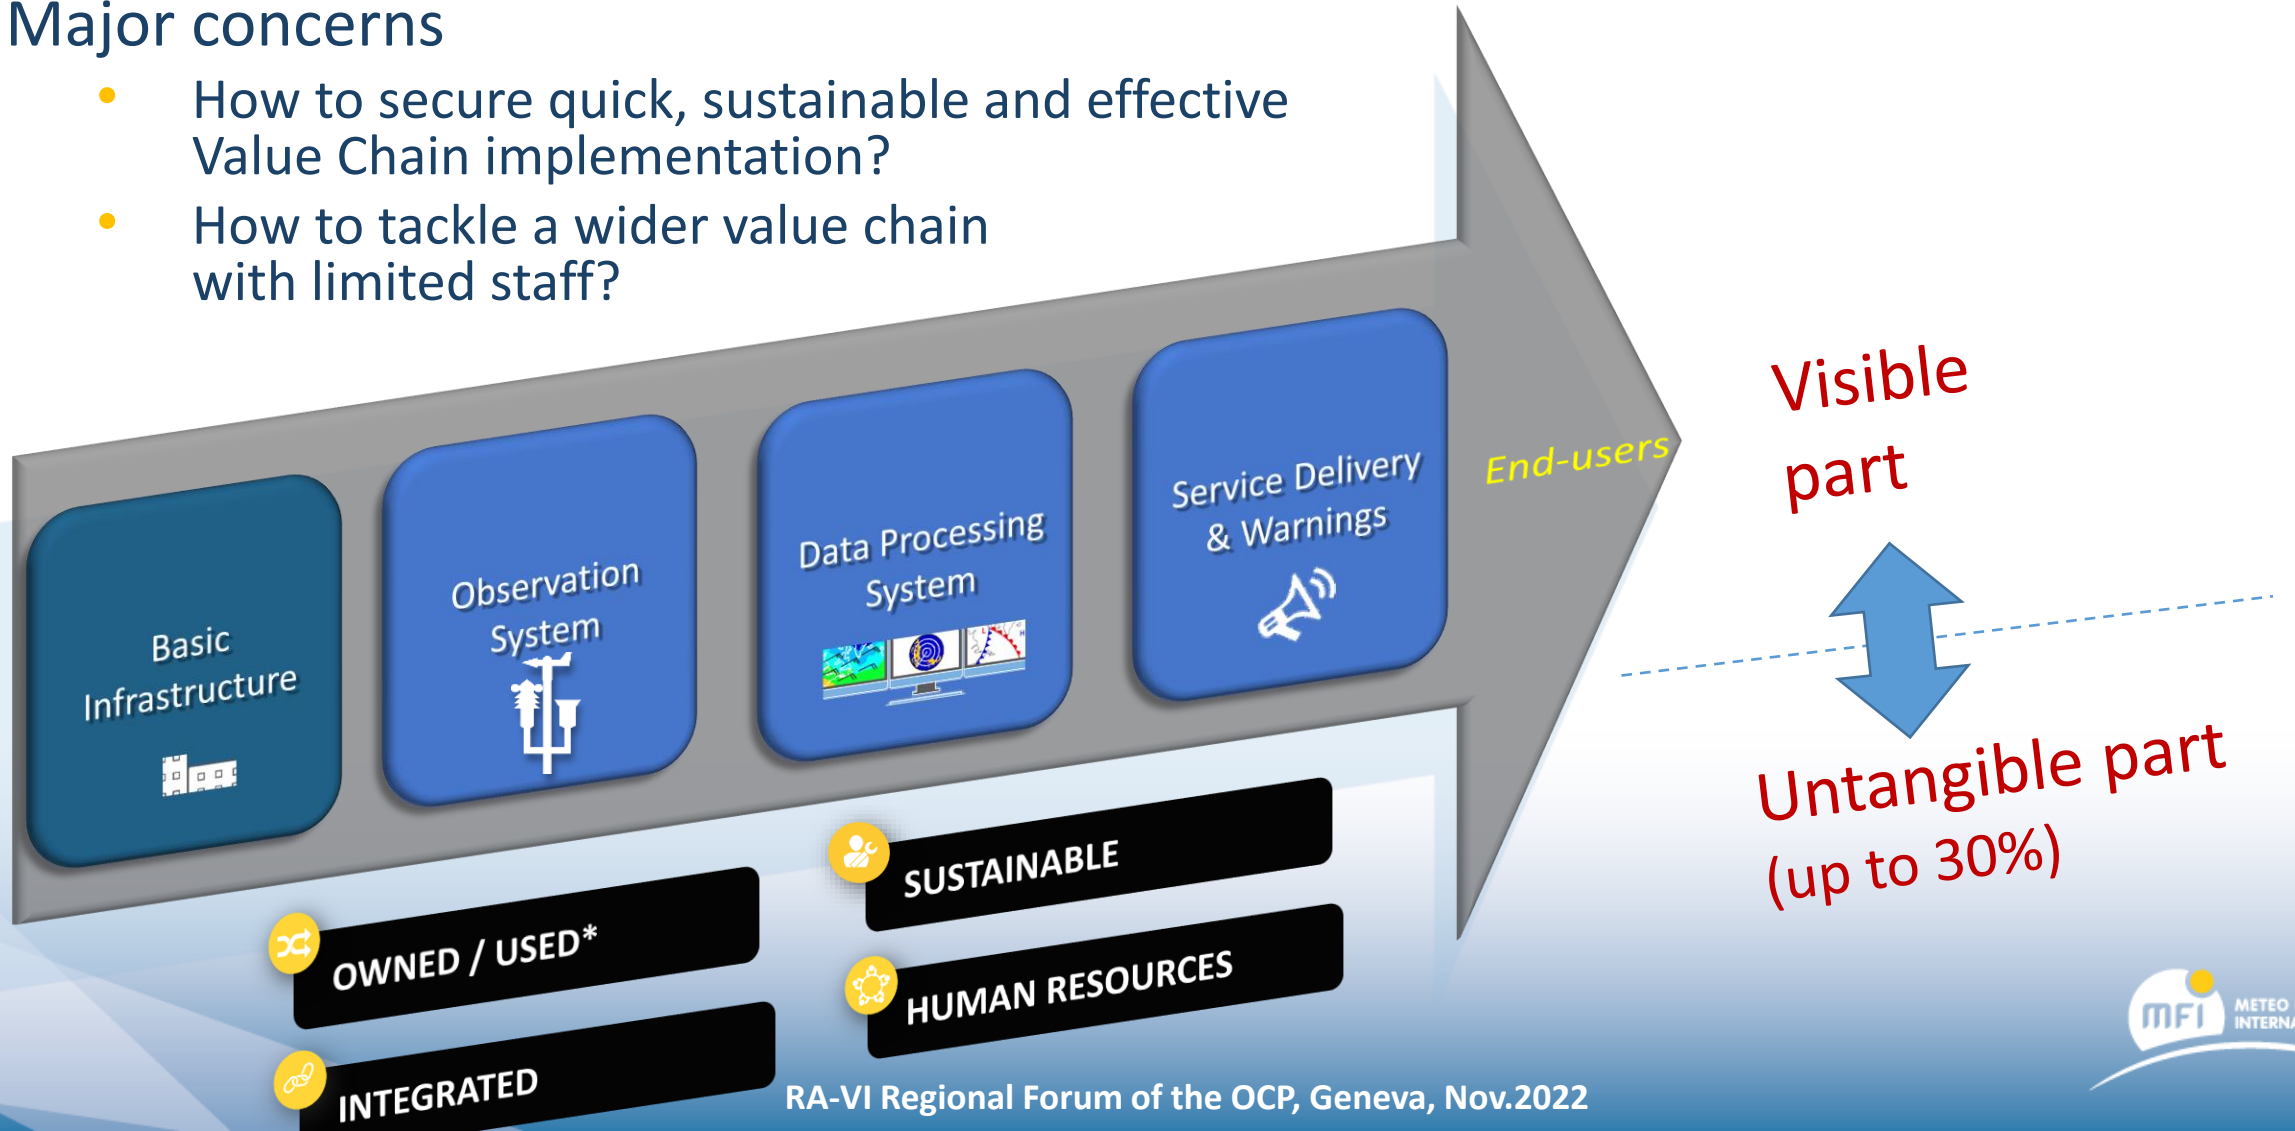 Major concerns
• How to secure quick, sustainable and effective
Value Chain implementation?
• How to tackle a wider value chain
with limited staff?
Basic
Infrastructure
Observation
System
Data Processing
System
Service Delivery
& Warnings
End-users
Visible
part
Untangible part
(up to 30%)
OWNED / USED*
INTEGRATED
SUSTAINABLE
HUMAN RESOURCES
RA-VI Regional Forum of the OCP, Geneva, Nov.2022
MFI
METEO
INTERNA